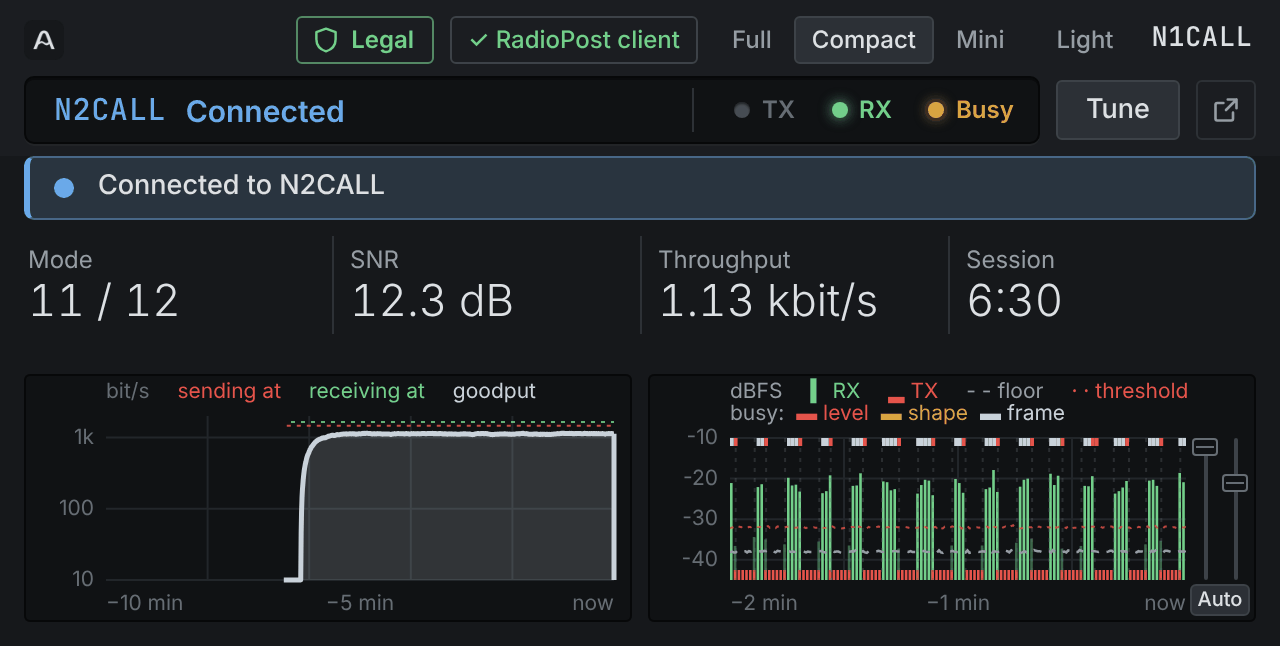 A Legal ✓ RadioPost client Full Compact Mini Light N1CALL
N2CALL Connected TX RX Busy Tune
Connected to N2CALL
Mode SNR Throughput Session
11 / 12 12.3 dB 1.13 kbit/s 6:30
bit/s sending at receiving at goodput
1k
100
10
−10 min −5 min now
dBFS RX TX floor threshold
busy: level shape frame
-10
-20
-30
-40
−2 min −1 min now Auto